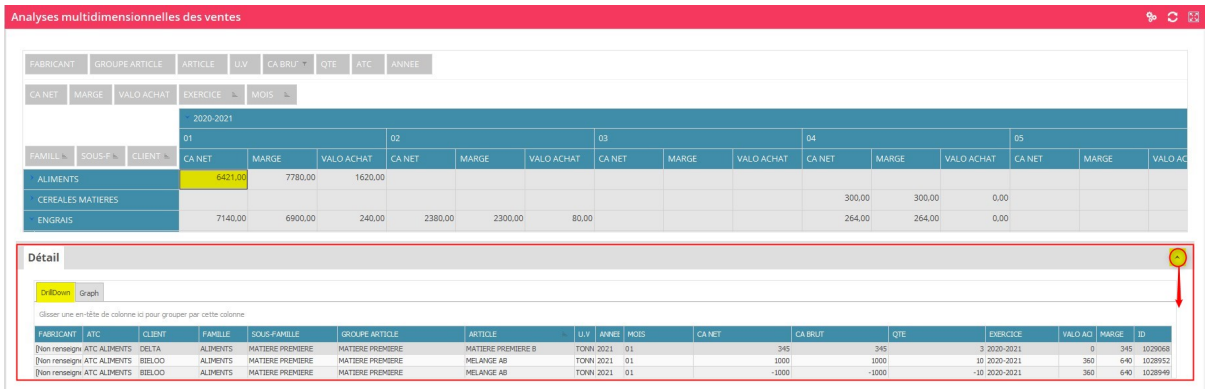 Analyses multidimensionnelles des ventes
FABRICANT GROUPE ARTICLE ARTICLE U.V CA BRU QTE ATC ANNEE
CA NET MARGE VALO ACHAT EXERCICE MOIS
2020-2021
01 02 03 04 05
FAMILL SOUS-F CLIENT CA NET MARGE VALO ACHAT CA NET MARGE VALO ACHAT CA NET MARGE VALO ACHAT CA NET MARGE VALO ACHAT CA NET MARGE VALO AC
ALIMENTS 6421,00 7780,00 1620,00
CEREALES MATIERES 300,00 300,00 0,00
ENGRAIS 7140,00 6900,00 240,00 2380,00 2300,00 80,00 264,00 264,00 0,00
Détail
DrillDown Graph
Glisser une en-tête de colonne ici pour grouper par cette colonne
FABRICANT ATC CLIENT FAMILLE SOUS-FAMILLE GROUPE ARTICLE ARTICLE U.V ANNEE MOIS CA NET CA BRUT QTE EXERCICE VALO ACI MARGE ID
[Non renseigne ATC ALIMENTS DELTA ALIMENTS MATIERE PREMIERE MATIERE PREMIERE MATIERE PREMIERE B TONN 2021 01 345 345 3 2020-2021 0 345 1029068
[Non renseigne ATC ALIMENTS BIELOO ALIMENTS MATIERE PREMIERE MATIERE PREMIERE MELANGE AB TONN 2021 01 1000 1000 10 2020-2021 360 640 1028952
[Non renseigne ATC ALIMENTS BIELOO ALIMENTS MATIERE PREMIERE MATIERE PREMIERE MELANGE AB TONN 2021 01 -1000 -1000 -10 2020-2021 360 640 1028949